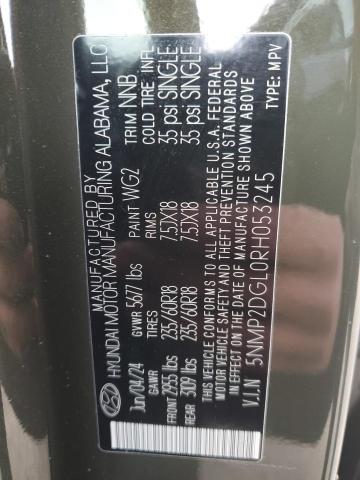 HYUNDAI MOTOR MANUFACTURING ALABAMA, LLC
Jun/04/24 GVWR 5677 lbs PAINT WG2 TRIM NNB
GAWR TIRES RIMS COLD TIRE INFL
FRONT 2955 lbs 235/60R18 7.5JX18 35 psi SINGLE
REAR 3009 lbs 235/60R18 7.5JX18 35 psi SINGLE
THIS VEHICLE CONFORMS TO ALL APPLICABLE U.S.A. FEDERAL
MOTOR VEHICLE SAFETY AND THEFT PREVENTION STANDARDS
IN EFFECT ON THE DATE OF MANUFACTURE SHOWN ABOVE.
V.I.N 5NMP2DGL0RH053245 TYPE: MPV